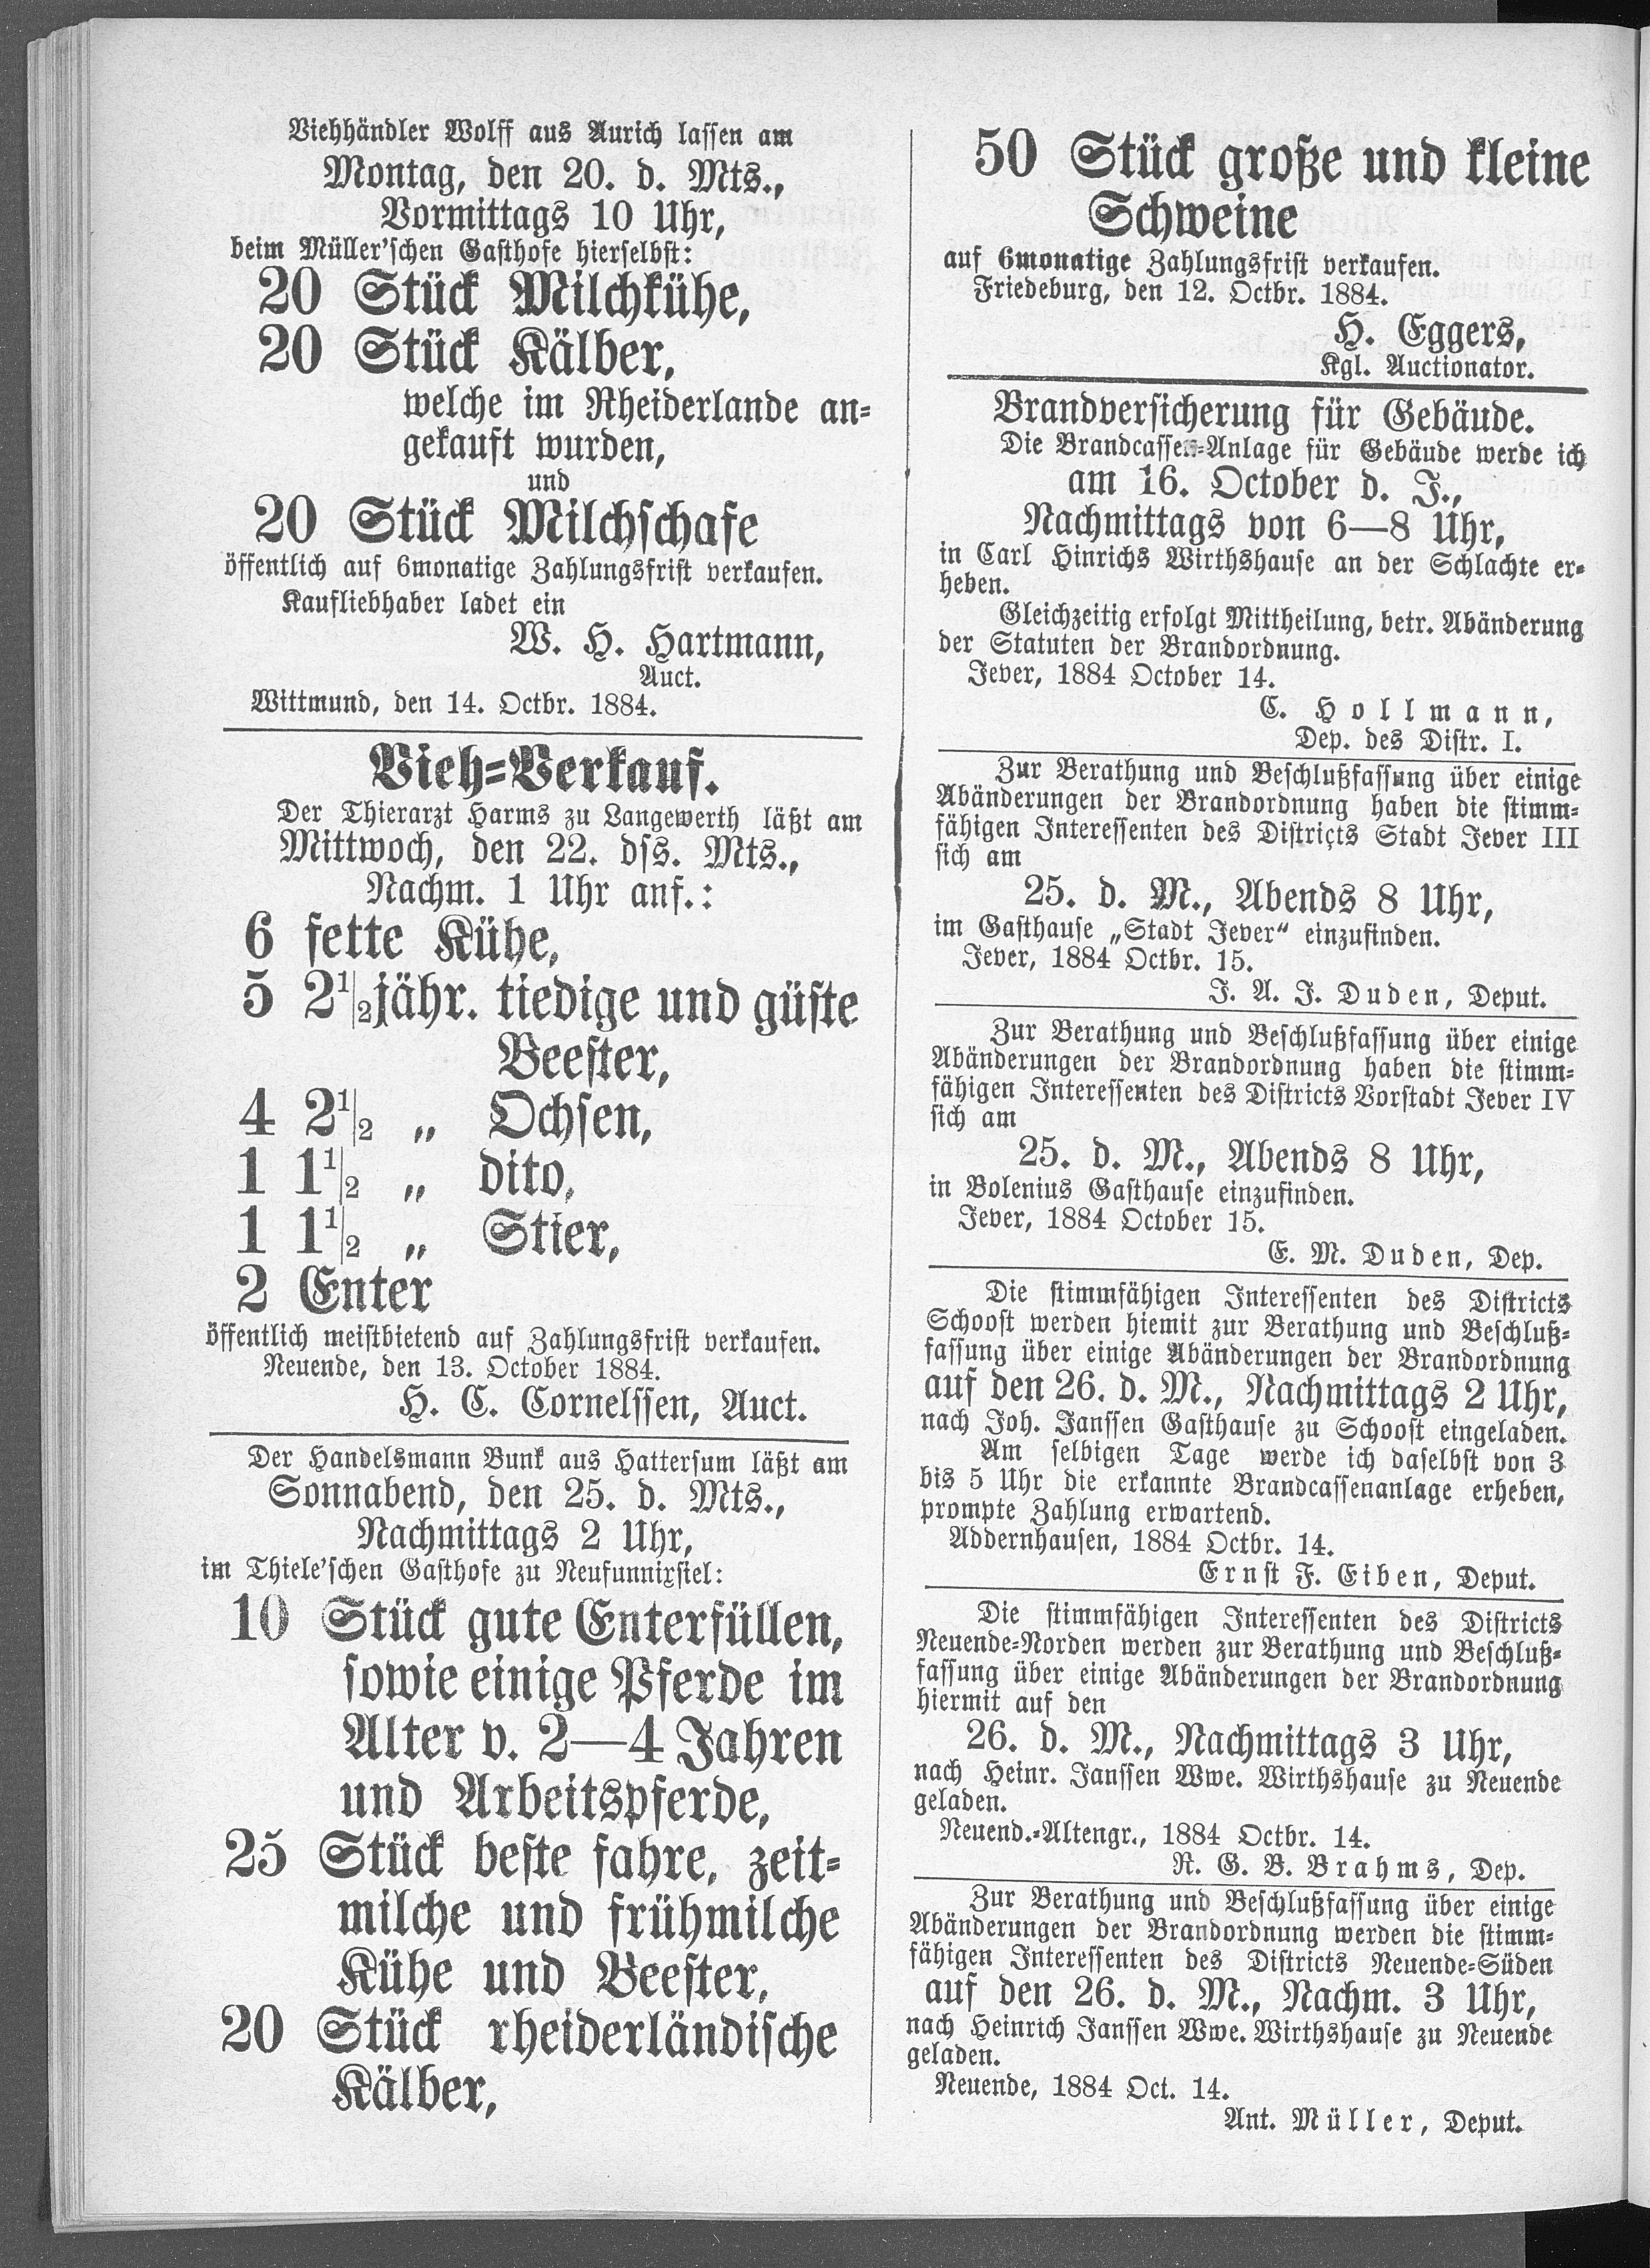 Viehhändler Wolff aus Aurich lassen am
Montag, den 20. d. Mts.,
Vormittags 10 Uhr,
beim Müller'schen Gasthofe hierselbst:
20 Stück Milchkühe,
20 Stück Kälber,
welche im Rheiderlande an-
gekauft wurden,
und
20 Stück Milchschafe
öffentlich auf 6monatige Zahlungsfrist verkaufen.
Kaufliebhaber ladet ein
W. H. Hartmann,
Auct.
Wittmund, den 14. Octbr. 1884.
Vieh-Verkauf.
Der Thierarzt Harms zu Langewerth läßt am
Mittwoch, den 22. dss. Mts.,
Nachm. 1 Uhr anf.:
6 fette Kühe,
5 2½jähr. tiedige und güste
Beester,
4 2½ „ Ochsen,
1 1½ „ dito,
1 1½ „ Stier,
2 Enter
öffentlich meistbietend auf Zahlungsfrist verkaufen.
Neuende, den 13. October 1884.
H. C. Cornelssen, Auct.
Der Handelsmann Bunk aus Hattersum läßt am
Sonnabend, den 25. d. Mts.,
Nachmittags 2 Uhr,
im Thiele'schen Gasthofe zu Neufunnixsiel:
10 Stück gute Enterfüllen,
sowie einige Pferde im
Alter v. 2—4 Jahren
und Arbeitspferde,
25 Stück beste fahre, zeit-
milche und frühmilche
Kühe und Beester,
20 Stück rheiderländische
Kälber,
50 Stück große und kleine
Schweine
auf 6monatige Zahlungsfrist verkaufen.
Friedeburg, den 12. Octbr. 1884.
H. Eggers,
Kgl. Auctionator.
Brandversicherung für Gebäude.
Die Brandcassen-Anlage für Gebäude werde ich
am 16. October d. J.,
Nachmittags von 6—8 Uhr,
in Carl Hinrichs Wirthshause an der Schlachte er-
heben.
Gleichzeitig erfolgt Mittheilung, betr. Abänderung
der Statuten der Brandordnung.
Jever, 1884 October 14.
C. Hollmann,
Dep. des Distr. I.
Zur Berathung und Beschlußfassung über einige
Abänderungen der Brandordnung haben die stimm-
fähigen Interessenten des Districts Stadt Jever III
sich am
25. d. M., Abends 8 Uhr,
im Gasthause „Stadt Jever“ einzufinden.
Jever, 1884 Octbr. 15.
J. A. J. Duden, Deput.
Zur Berathung und Beschlußfassung über einige
Abänderungen der Brandordnung haben die stimm-
fähigen Interessenten des Districts Vorstadt Jever IV
sich am
25. d. M., Abends 8 Uhr,
in Bolenius Gasthause einzufinden.
Jever, 1884 October 15.
E. M. Duden, Dep.
Die stimmfähigen Interessenten des Districts
Schoost werden hiemit zur Berathung und Beschluß-
fassung über einige Abänderungen der Brandordnung
auf den 26. d. M., Nachmittags 2 Uhr,
nach Joh. Janssen Gasthause zu Schoost eingeladen.
Am selbigen Tage werde ich daselbst von 3
bis 5 Uhr die erkannte Brandcassenanlage erheben,
prompte Zahlung erwartend.
Addernhausen, 1884 Octbr. 14.
Ernst F. Eiben, Deput.
Die stimmfähigen Interessenten des Districts
Neuende-Norden werden zur Berathung und Beschluß-
fassung über einige Abänderungen der Brandordnung
hiermit auf den
26. d. M., Nachmittags 3 Uhr,
nach Heinr. Janssen Wwe. Wirthshause zu Neuende
geladen.
Neuend.-Altengr., 1884 Octbr. 14.
R. G. B. Brahms, Dep.
Zur Berathung und Beschlußfassung über einige
Abänderungen der Brandordnung werden die stimm-
fähigen Interessenten des Districts Neuende-Süden
auf den 26. d. M., Nachm. 3 Uhr,
nach Heinrich Janssen Wwe. Wirthshause zu Neuende
geladen.
Neuende, 1884 Oct. 14.
Ant. Müller, Deput.